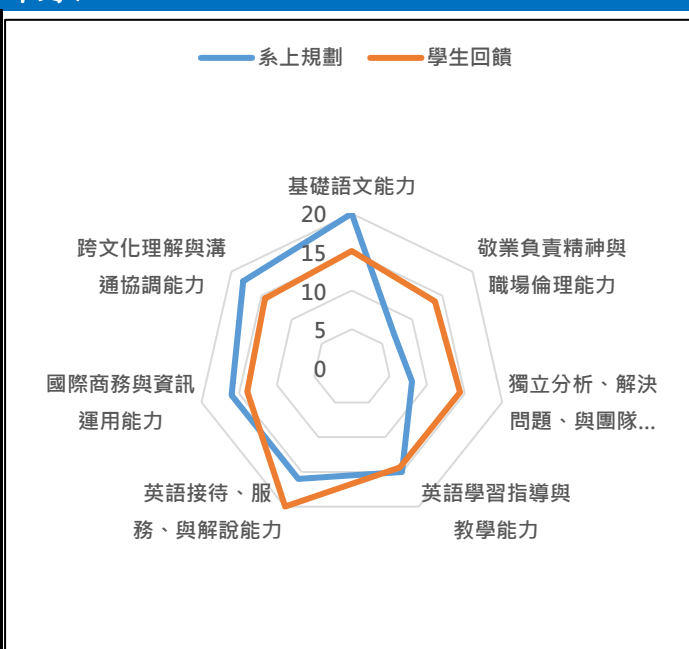 系上規劃 學生回饋
基礎語文能力
20
15
10
5
0
敬業負責精神與
職場倫理能力
獨立分析、解決
問題、與團隊...
英語學習指導與
教學能力
英語接待、服
務、與解說能力
國際商務與資訊
運用能力
跨文化理解與溝
通協調能力